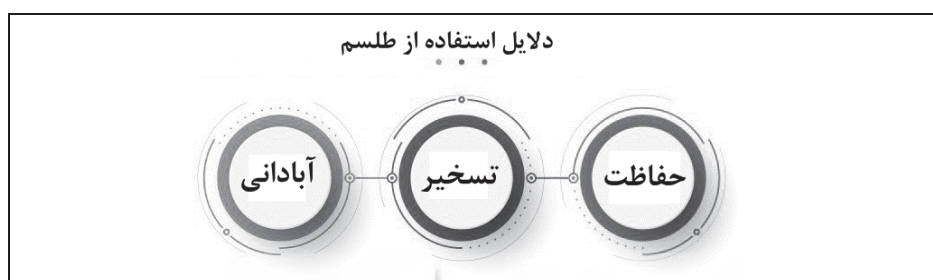 دلایل استفاده از طلسم
حفاظت
تسخیر
آبادانی